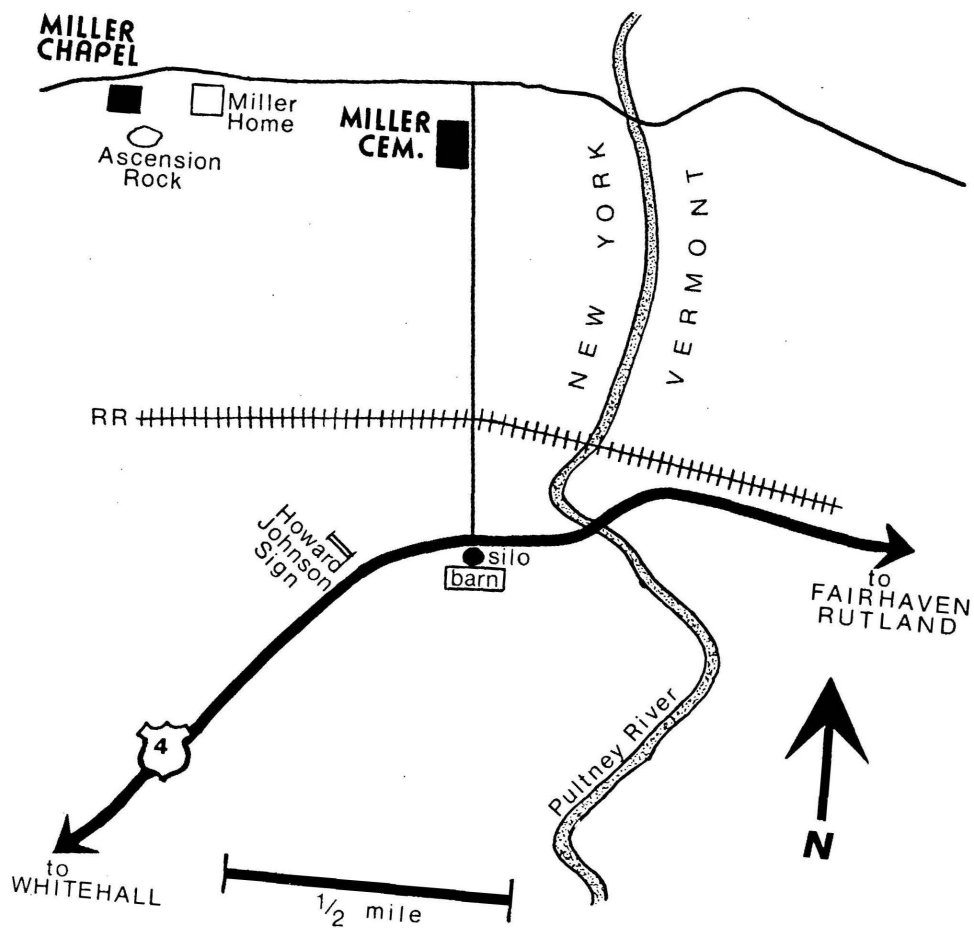 MILLER
CHAPEL
Miller
Home
MILLER
CEM.
Ascension
Rock
NEW YORK
VERMONT
RR
Howard
Johnson
Sign
silo
barn
to
FAIRHAVEN
RUTLAND
4
Pultney River
to
WHITEHALL
1/2 mile
N